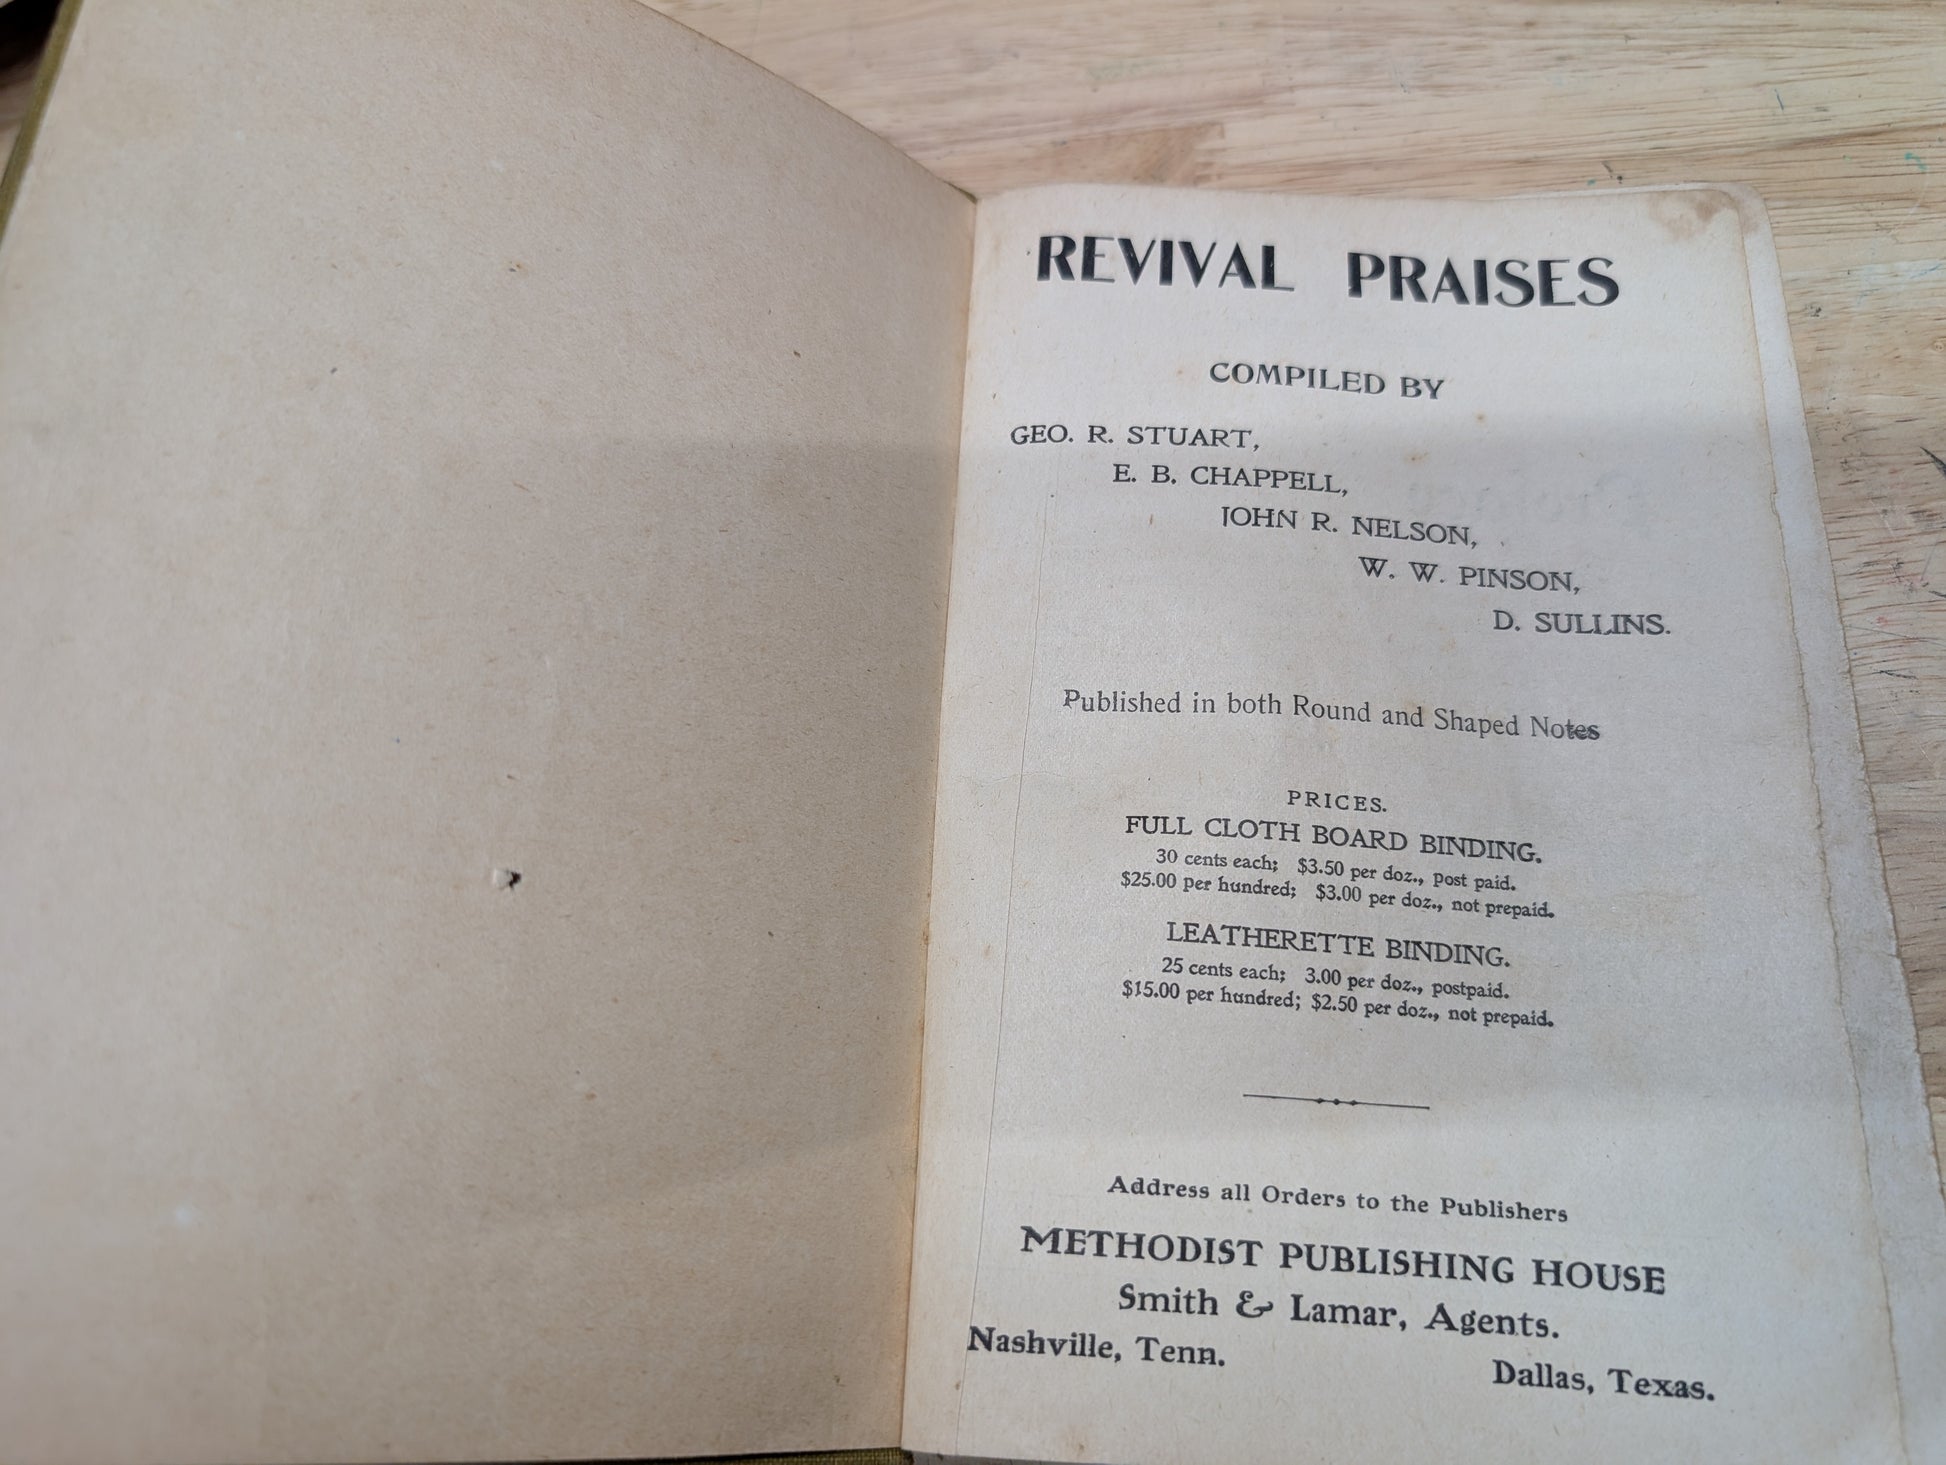 REVIVAL PRAISES
COMPILED BY
GEO. R. STUART,
E. B. CHAPPELL,
JOHN R. NELSON,
W. W. PINSON,
D. SULLINS.
Published in both Round and Shaped Notes
PRICES.
FULL CLOTH BOARD BINDING.
30 cents each; $3.50 per doz., post paid.
$25.00 per hundred; $3.00 per doz., not prepaid.
LEATHERETTE BINDING.
25 cents each; 3.00 per doz., postpaid.
$15.00 per hundred; $2.50 per doz., not prepaid.
Address all Orders to the Publishers
METHODIST PUBLISHING HOUSE
Smith & Lamar, Agents.
Nashville, Tenn. Dallas, Texas.